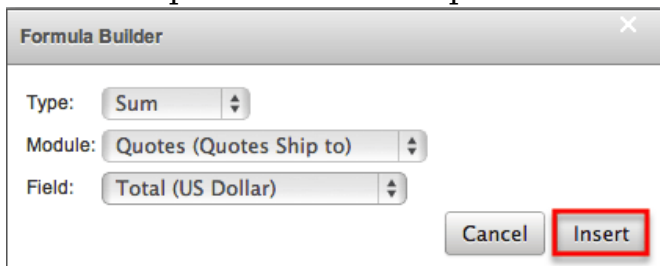 Formula Builder
Type: Sum
Module: Quotes (Quotes Ship to)
Field: Total (US Dollar)
Cancel Insert